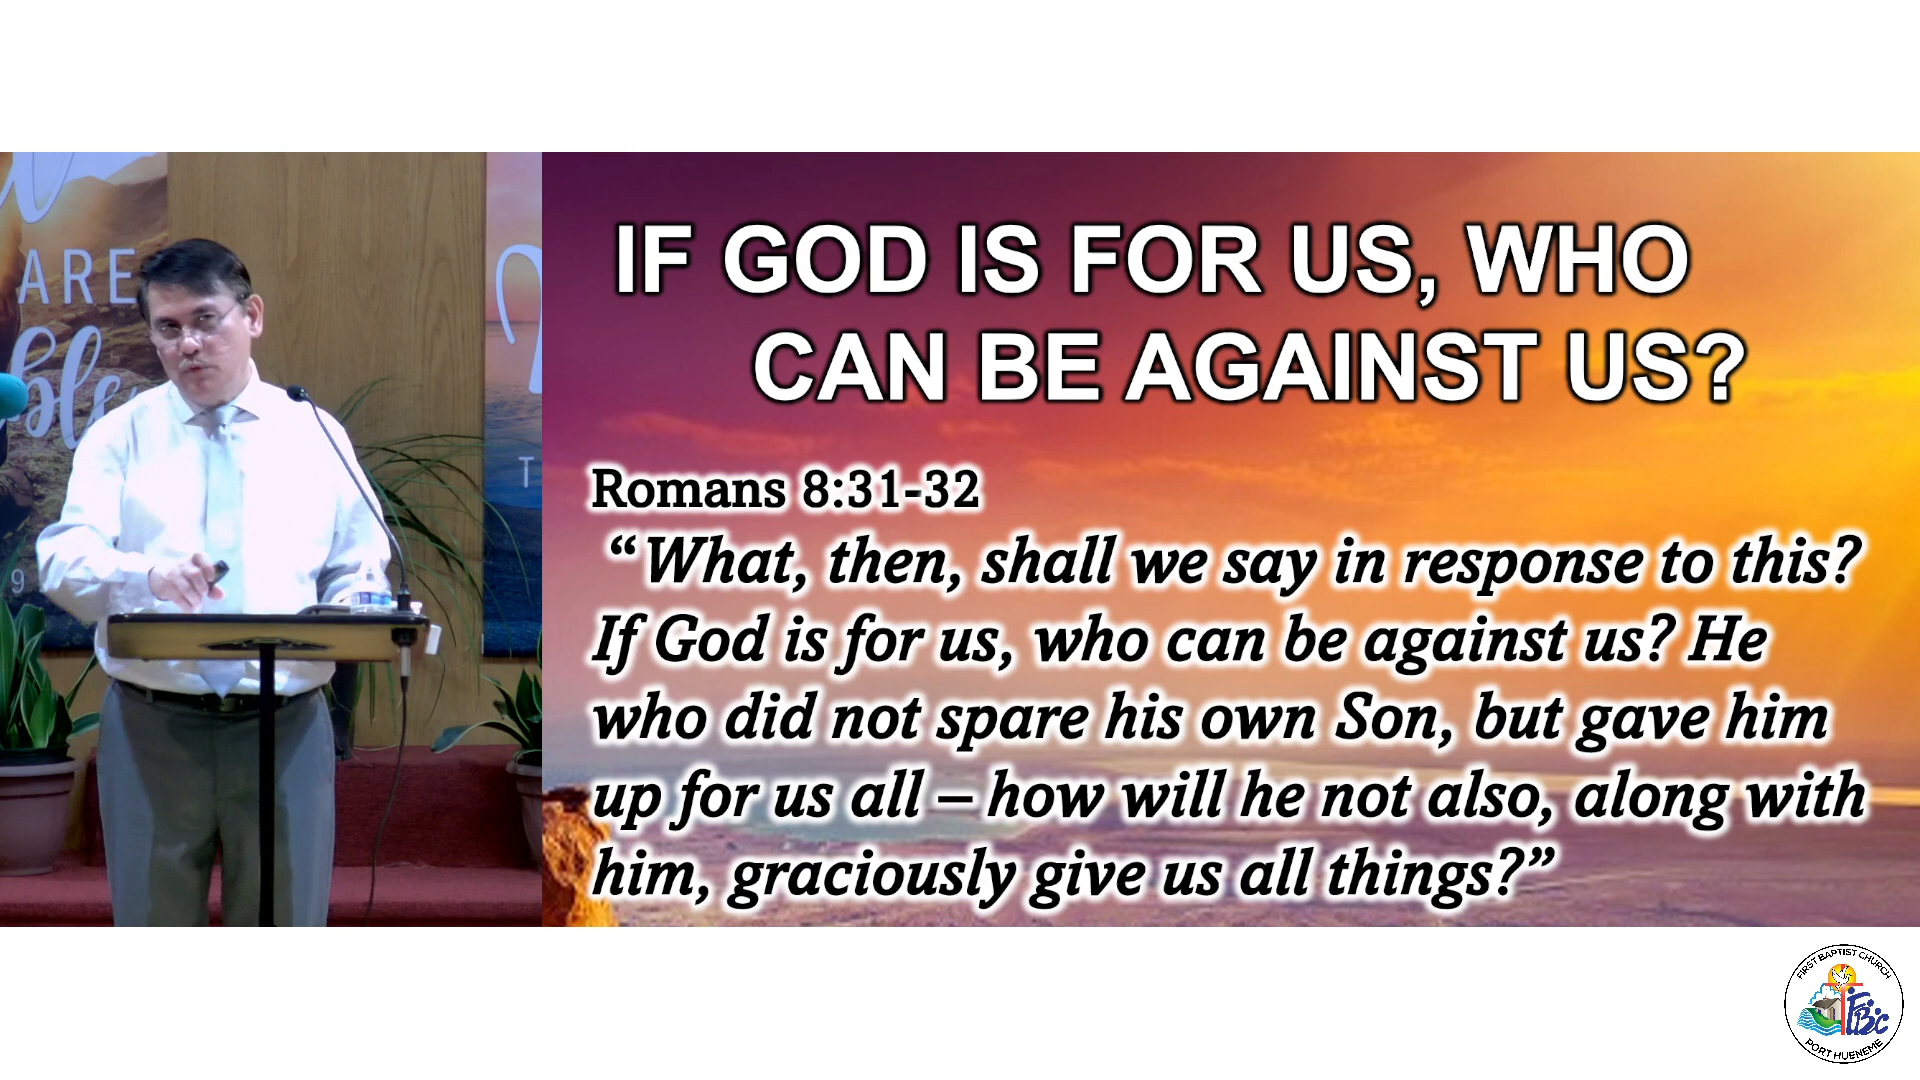 ARE
9
T
IF GOD IS FOR US, WHO
CAN BE AGAINST US?
Romans 8:31-32
“What, then, shall we say in response to this?
If God is for us, who can be against us? He
who did not spare his own Son, but gave him
up for us all – how will he not also, along with
him, graciously give us all things?”
FIRST BAPTIST CHURCH
FBC
PORT HUENEME